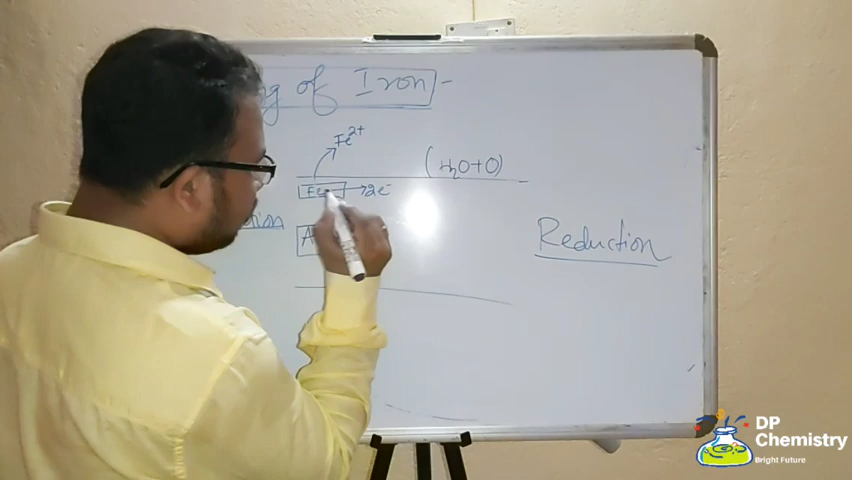 of Iron -
Fe2+
(H2O+O)
Fe → 2e-
Reduction
DP
Chemistry
Bright Future